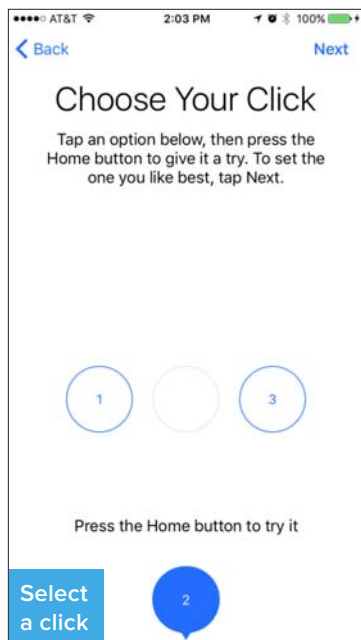 AT&T 2:03 PM 100%
Back Next
Choose Your Click
Tap an option below, then press the
Home button to give it a try. To set the
one you like best, tap Next.
1 3
Press the Home button to try it
2
Select
a click